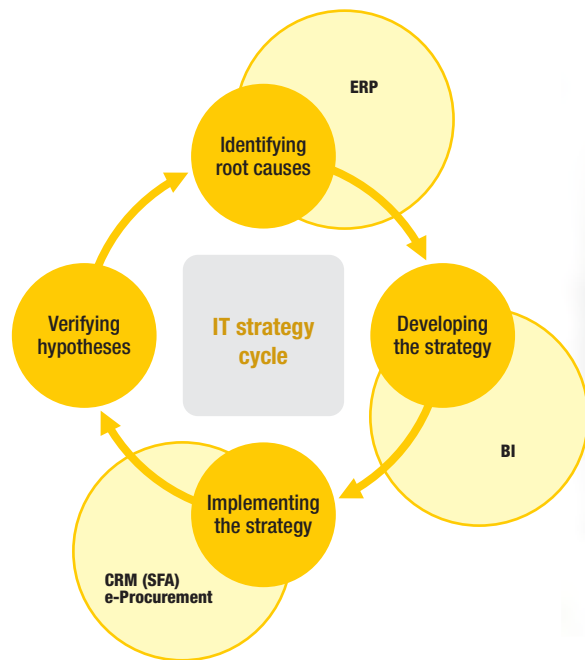 ERP
Identifying
root causes
Verifying
hypotheses
IT strategy
cycle
Developing
the strategy
BI
Implementing
the strategy
CRM (SFA)
e-Procurement